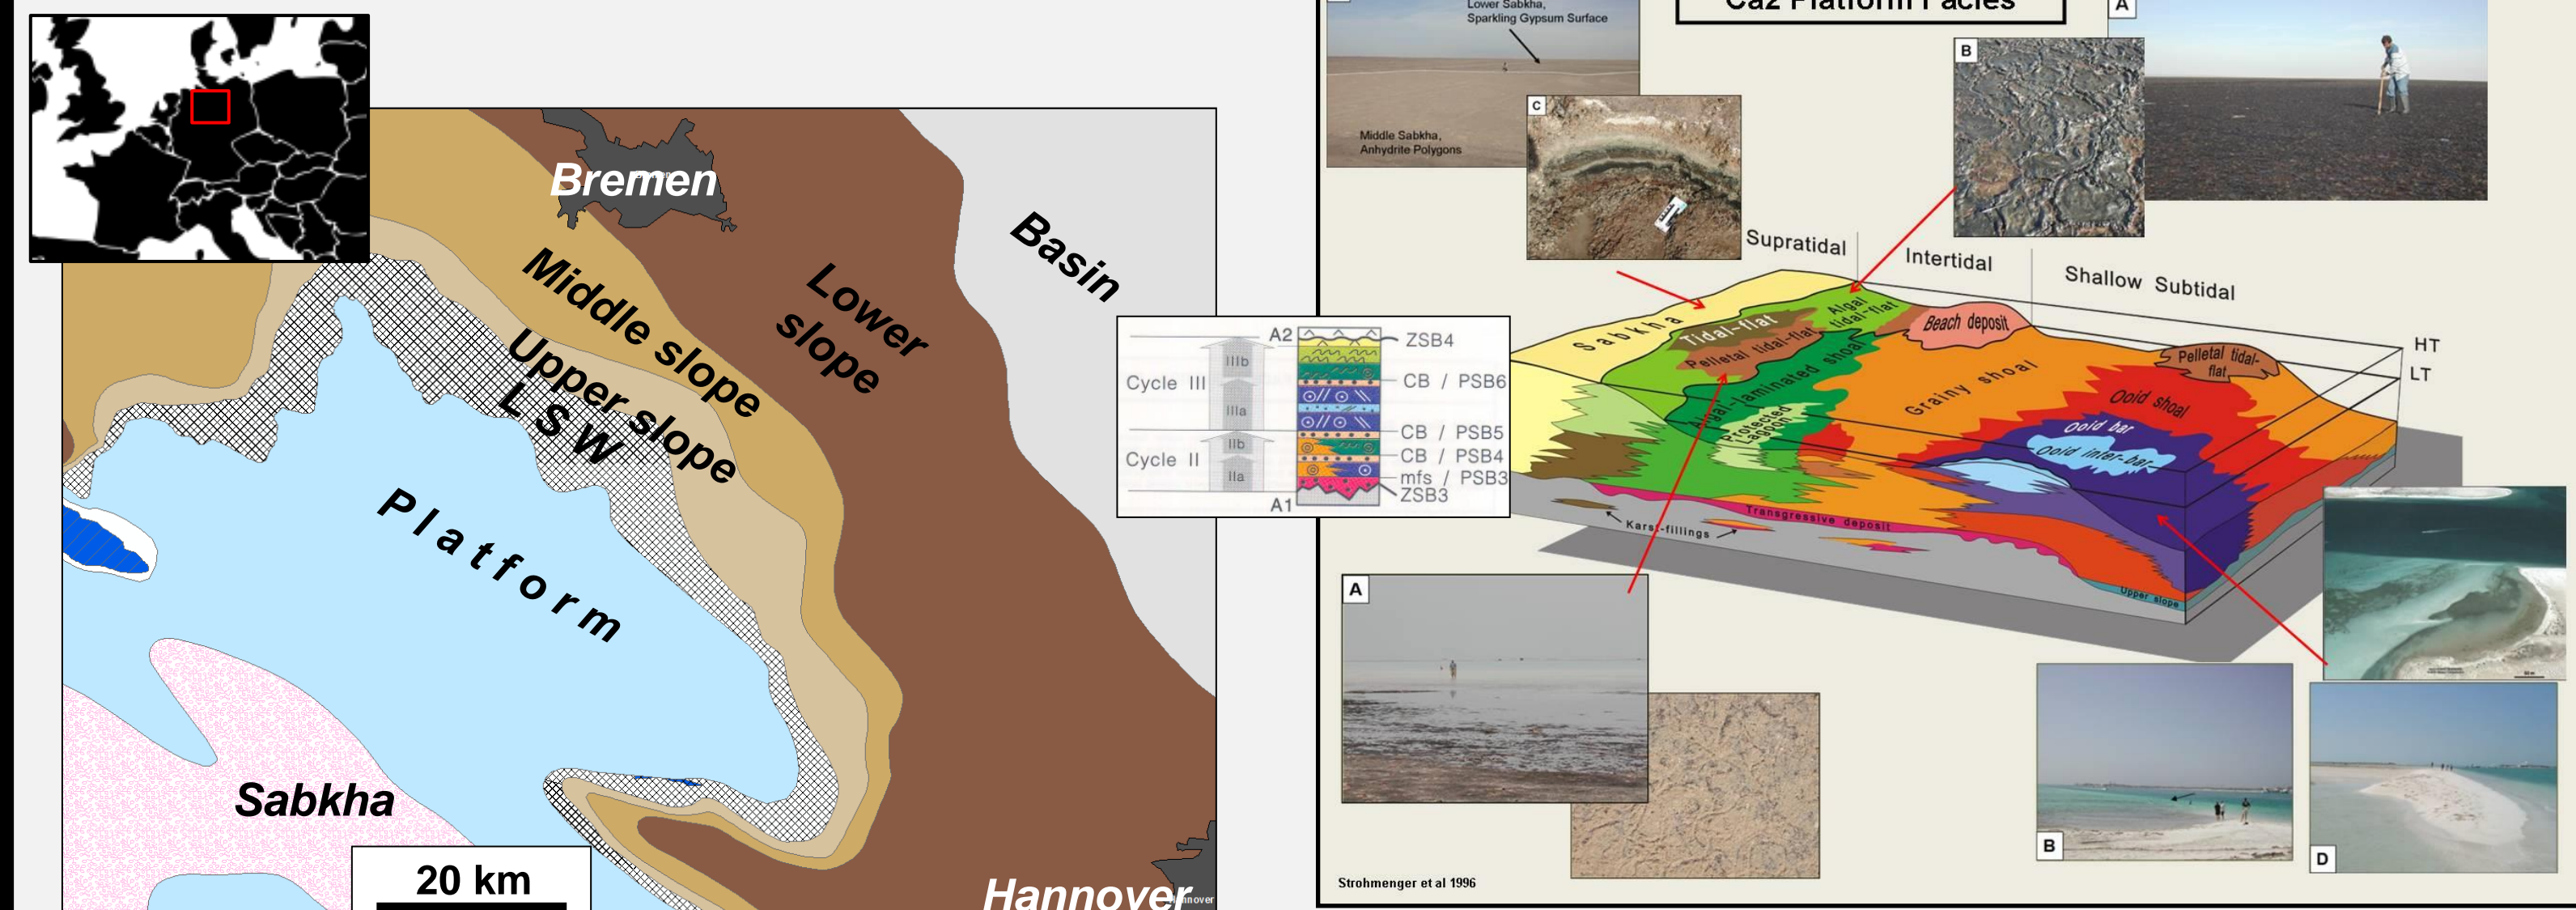 Bremen
Basin
Middle slope
Lower
slope
Upper slope
L S W
Platform
Sabkha
20 km
Hannover
A2
ZSB4
IIIb
Cycle III
CB / PSB6
IIIa
CB / PSB5
IIb
CB / PSB4
Cycle II
IIa
mfs / PSB3
ZSB3
A1
Ca2 Platform Facies
Lower Sabkha,
Sparkling Gypsum Surface
Middle Sabkha,
Anhydrite Polygons
C
B
A
Supratidal
Intertidal
Shallow Subtidal
HT
LT
Sabkha
Tidal-flat
Algal
tidal-flat
Pelletal tidal-flat
Beach deposit
Pelletal tidal-
flat
Algal-laminated shoal
Protected
Lagoon
Grainy shoal
Ooid shoal
Ooid bar
Ooid inter-bar
Karst-fillings
Transgressive deposit
Upper slope
A
B
D
Strohmenger et al 1996